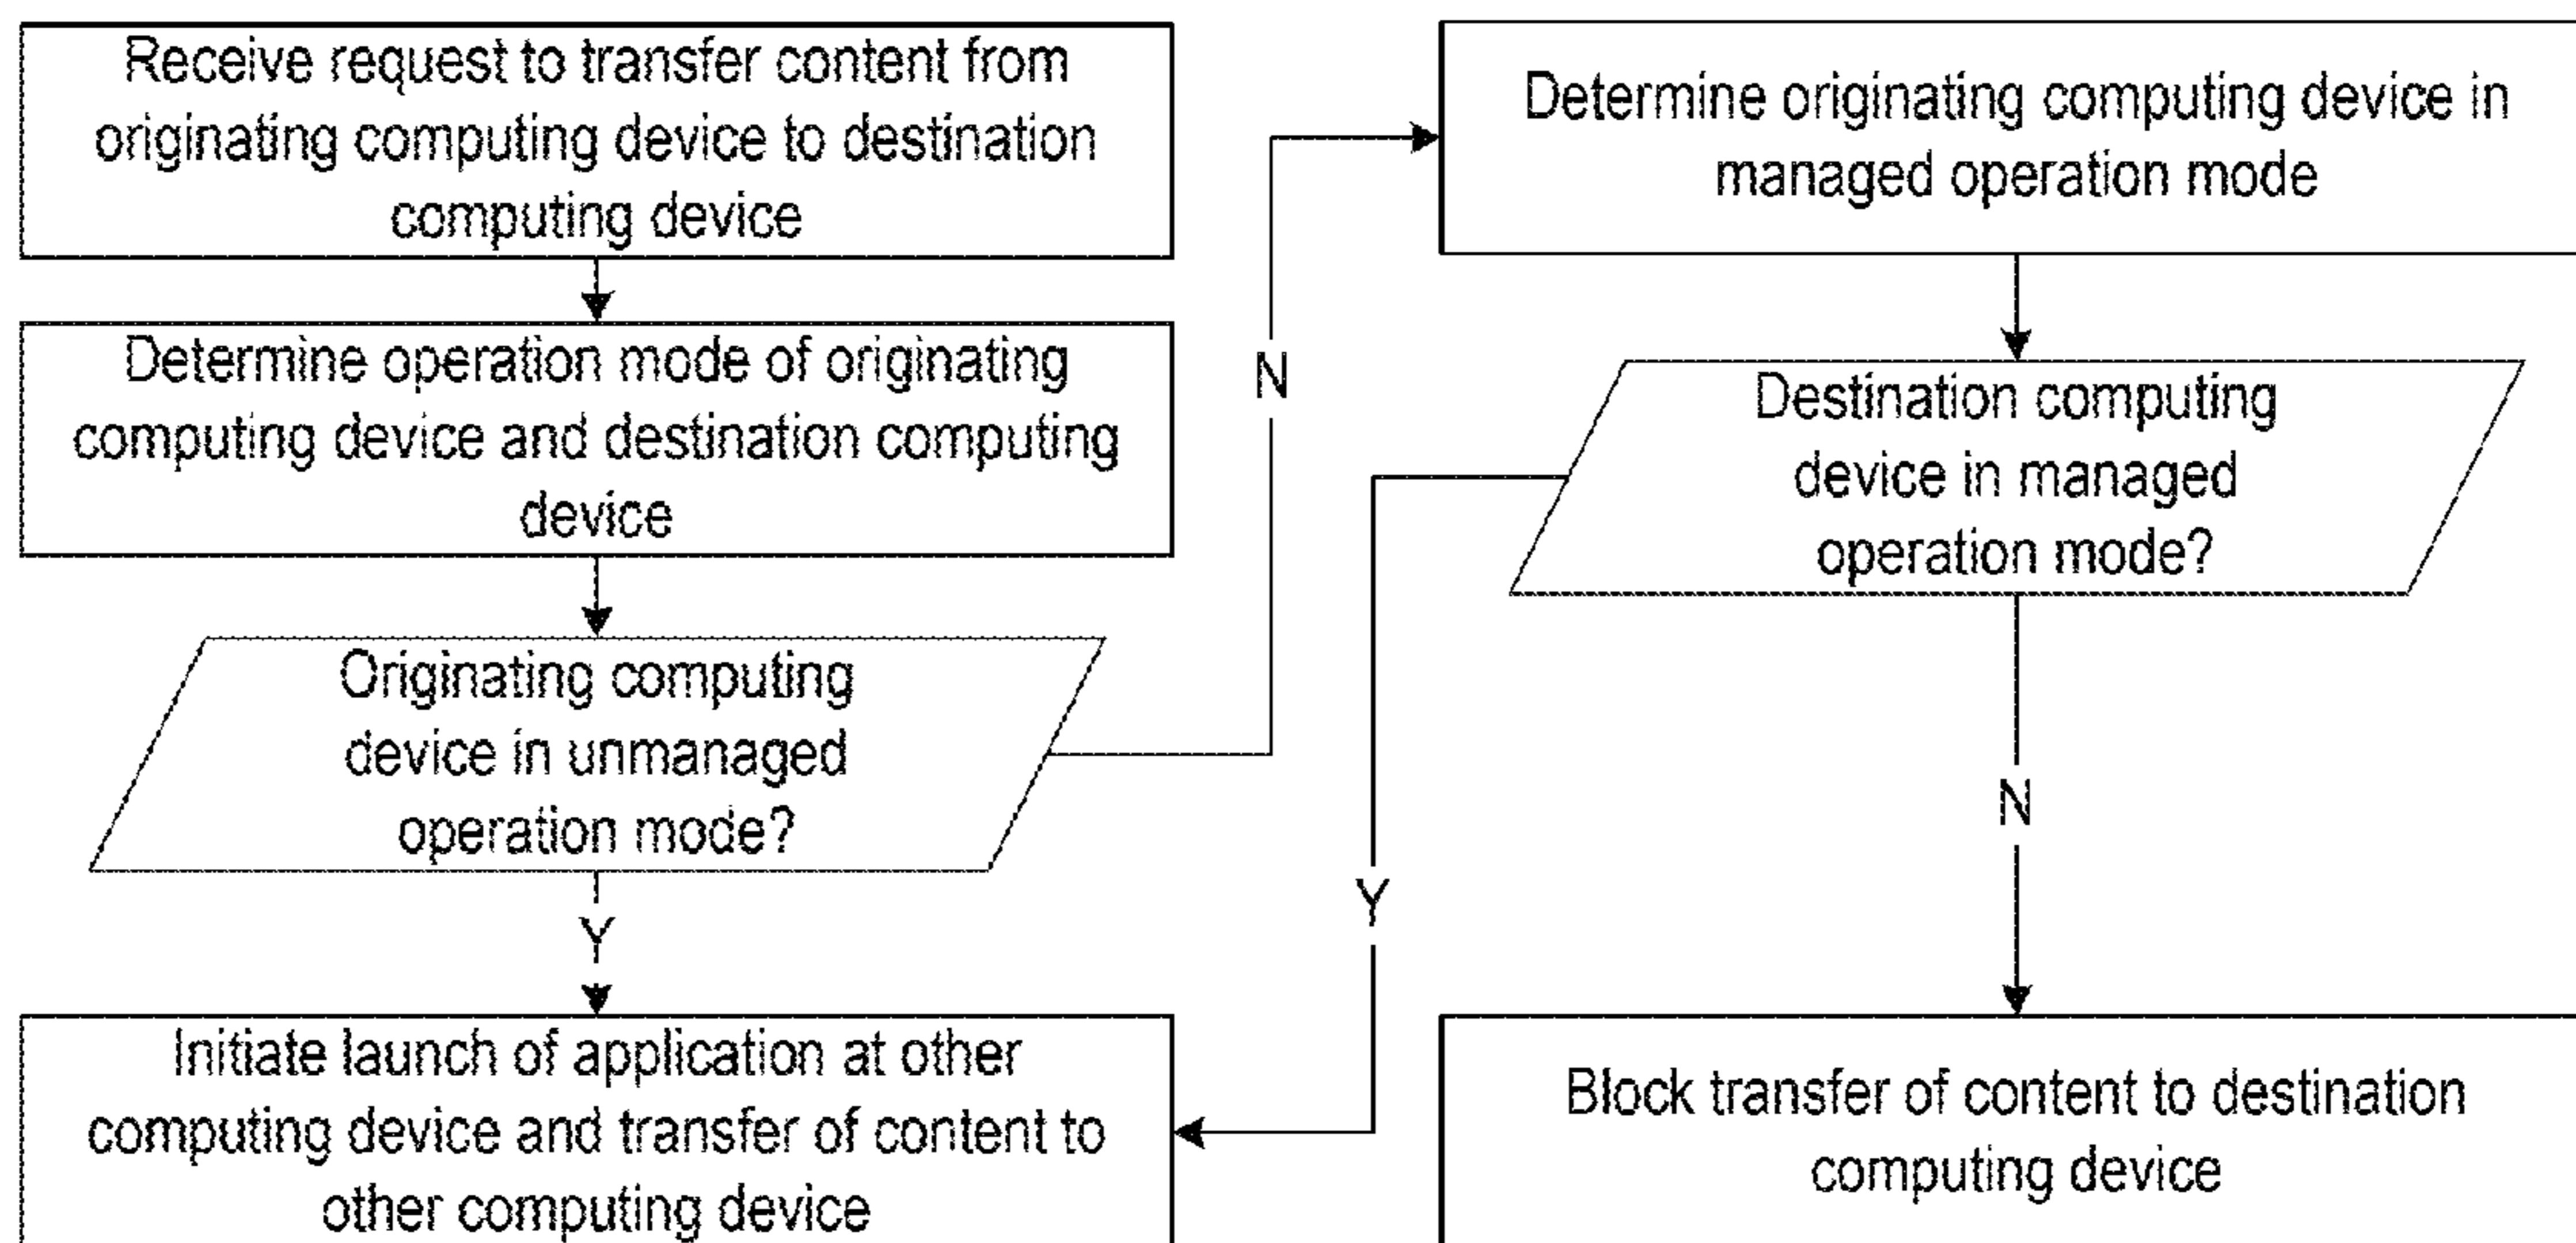 Receive request to transfer content from
originating computing device to destination
computing device
Determine operation mode of originating
computing device and destination computing
device
Originating computing
device in unmanaged
operation mode?
Y
Initiate launch of application at other
computing device and transfer of content to
other computing device
N
Determine originating computing device in
managed operation mode
Destination computing
device in managed
operation mode?
Y
N
Block transfer of content to destination
computing device